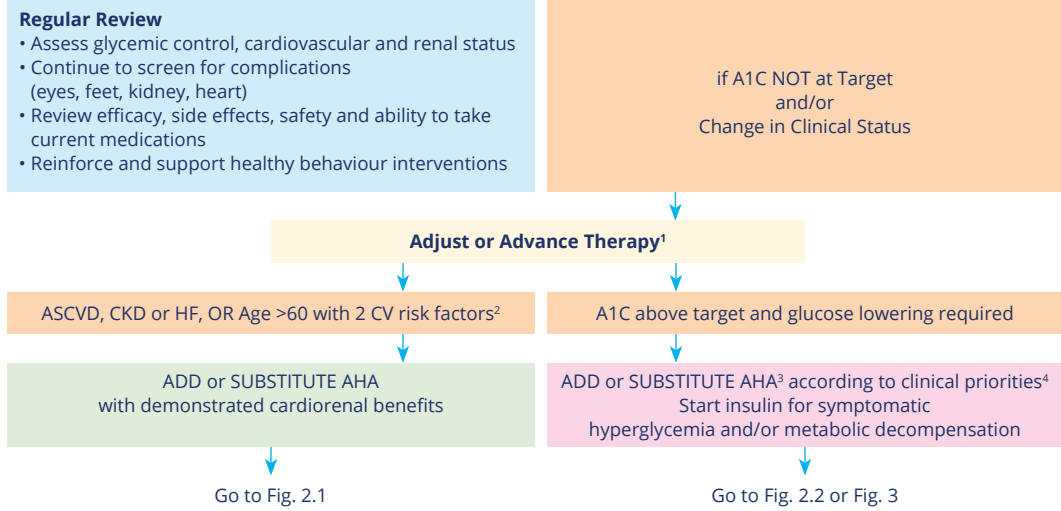 Regular Review
• Assess glycemic control, cardiovascular and renal status
• Continue to screen for complications
(eyes, feet, kidney, heart)
• Review efficacy, side effects, safety and ability to take
current medications
• Reinforce and support healthy behaviour interventions
if A1C NOT at Target
and/or
Change in Clinical Status
Adjust or Advance Therapy¹
ASCVD, CKD or HF, OR Age >60 with 2 CV risk factors²
A1C above target and glucose lowering required
ADD or SUBSTITUTE AHA
with demonstrated cardiorenal benefits
ADD or SUBSTITUTE AHA³ according to clinical priorities⁴
Start insulin for symptomatic
hyperglycemia and/or metabolic decompensation
Go to Fig. 2.1
Go to Fig. 2.2 or Fig. 3